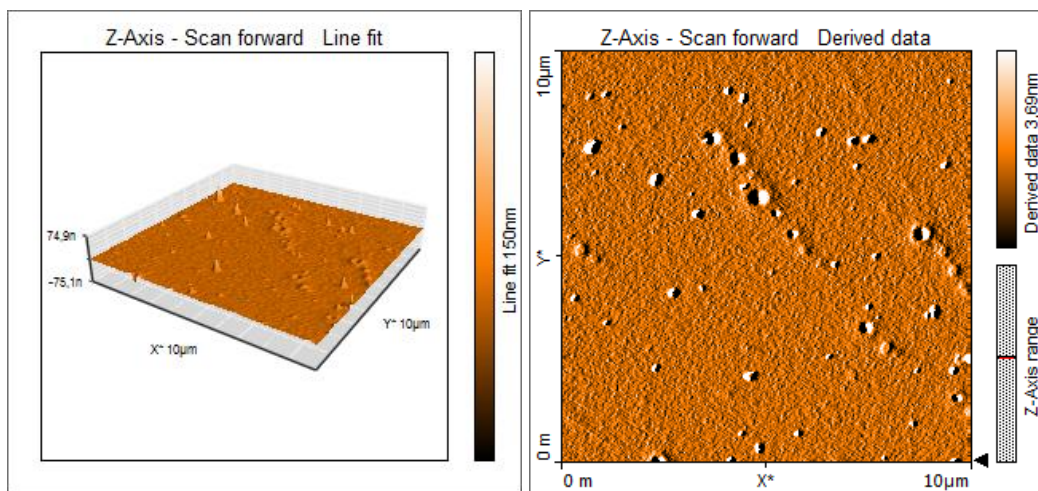 Z-Axis - Scan forward Line fit
74,9n
-75,1n
X* 10µm
Y* 10µm
Line fit 150nm
Z-Axis - Scan forward Derived data
10µm
Y*
0 m
0 m
X*
10µm
Derived data 3,69nm
Z-Axis range